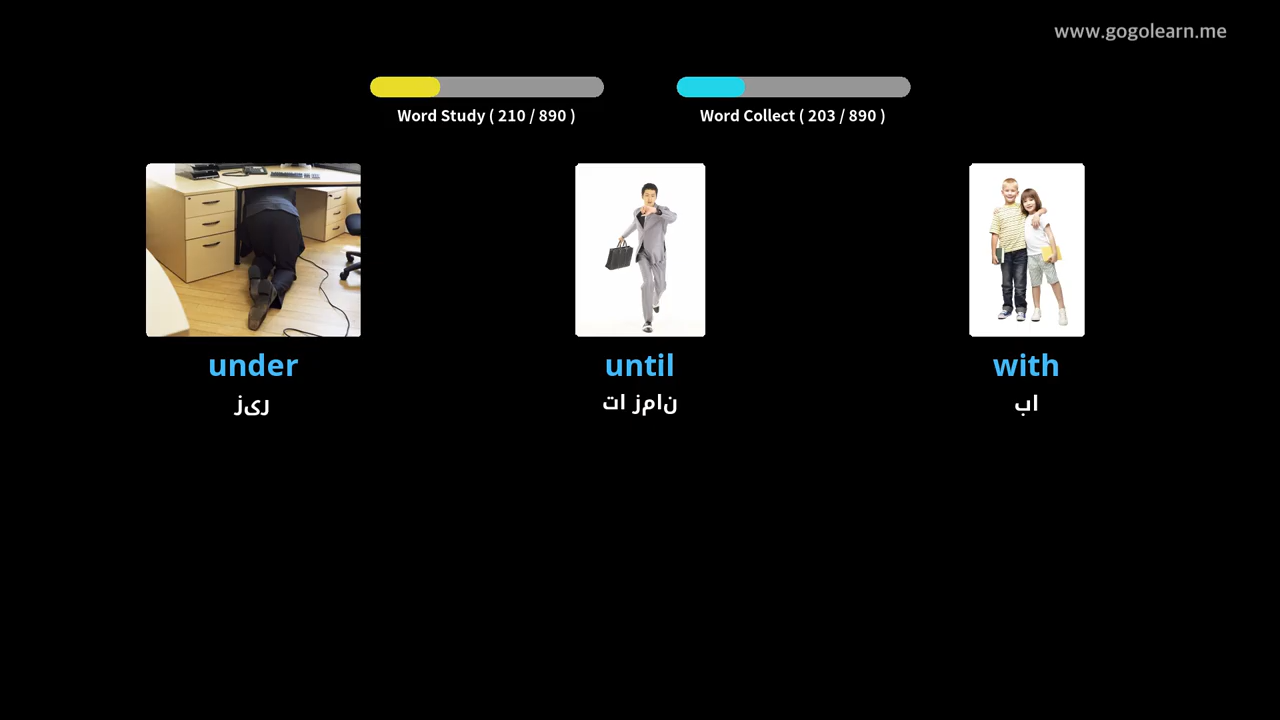 www.gogolearn.me
Word Study ( 210 / 890 )
Word Collect ( 203 / 890 )
under
ریز
until
نامز ات
with
اب